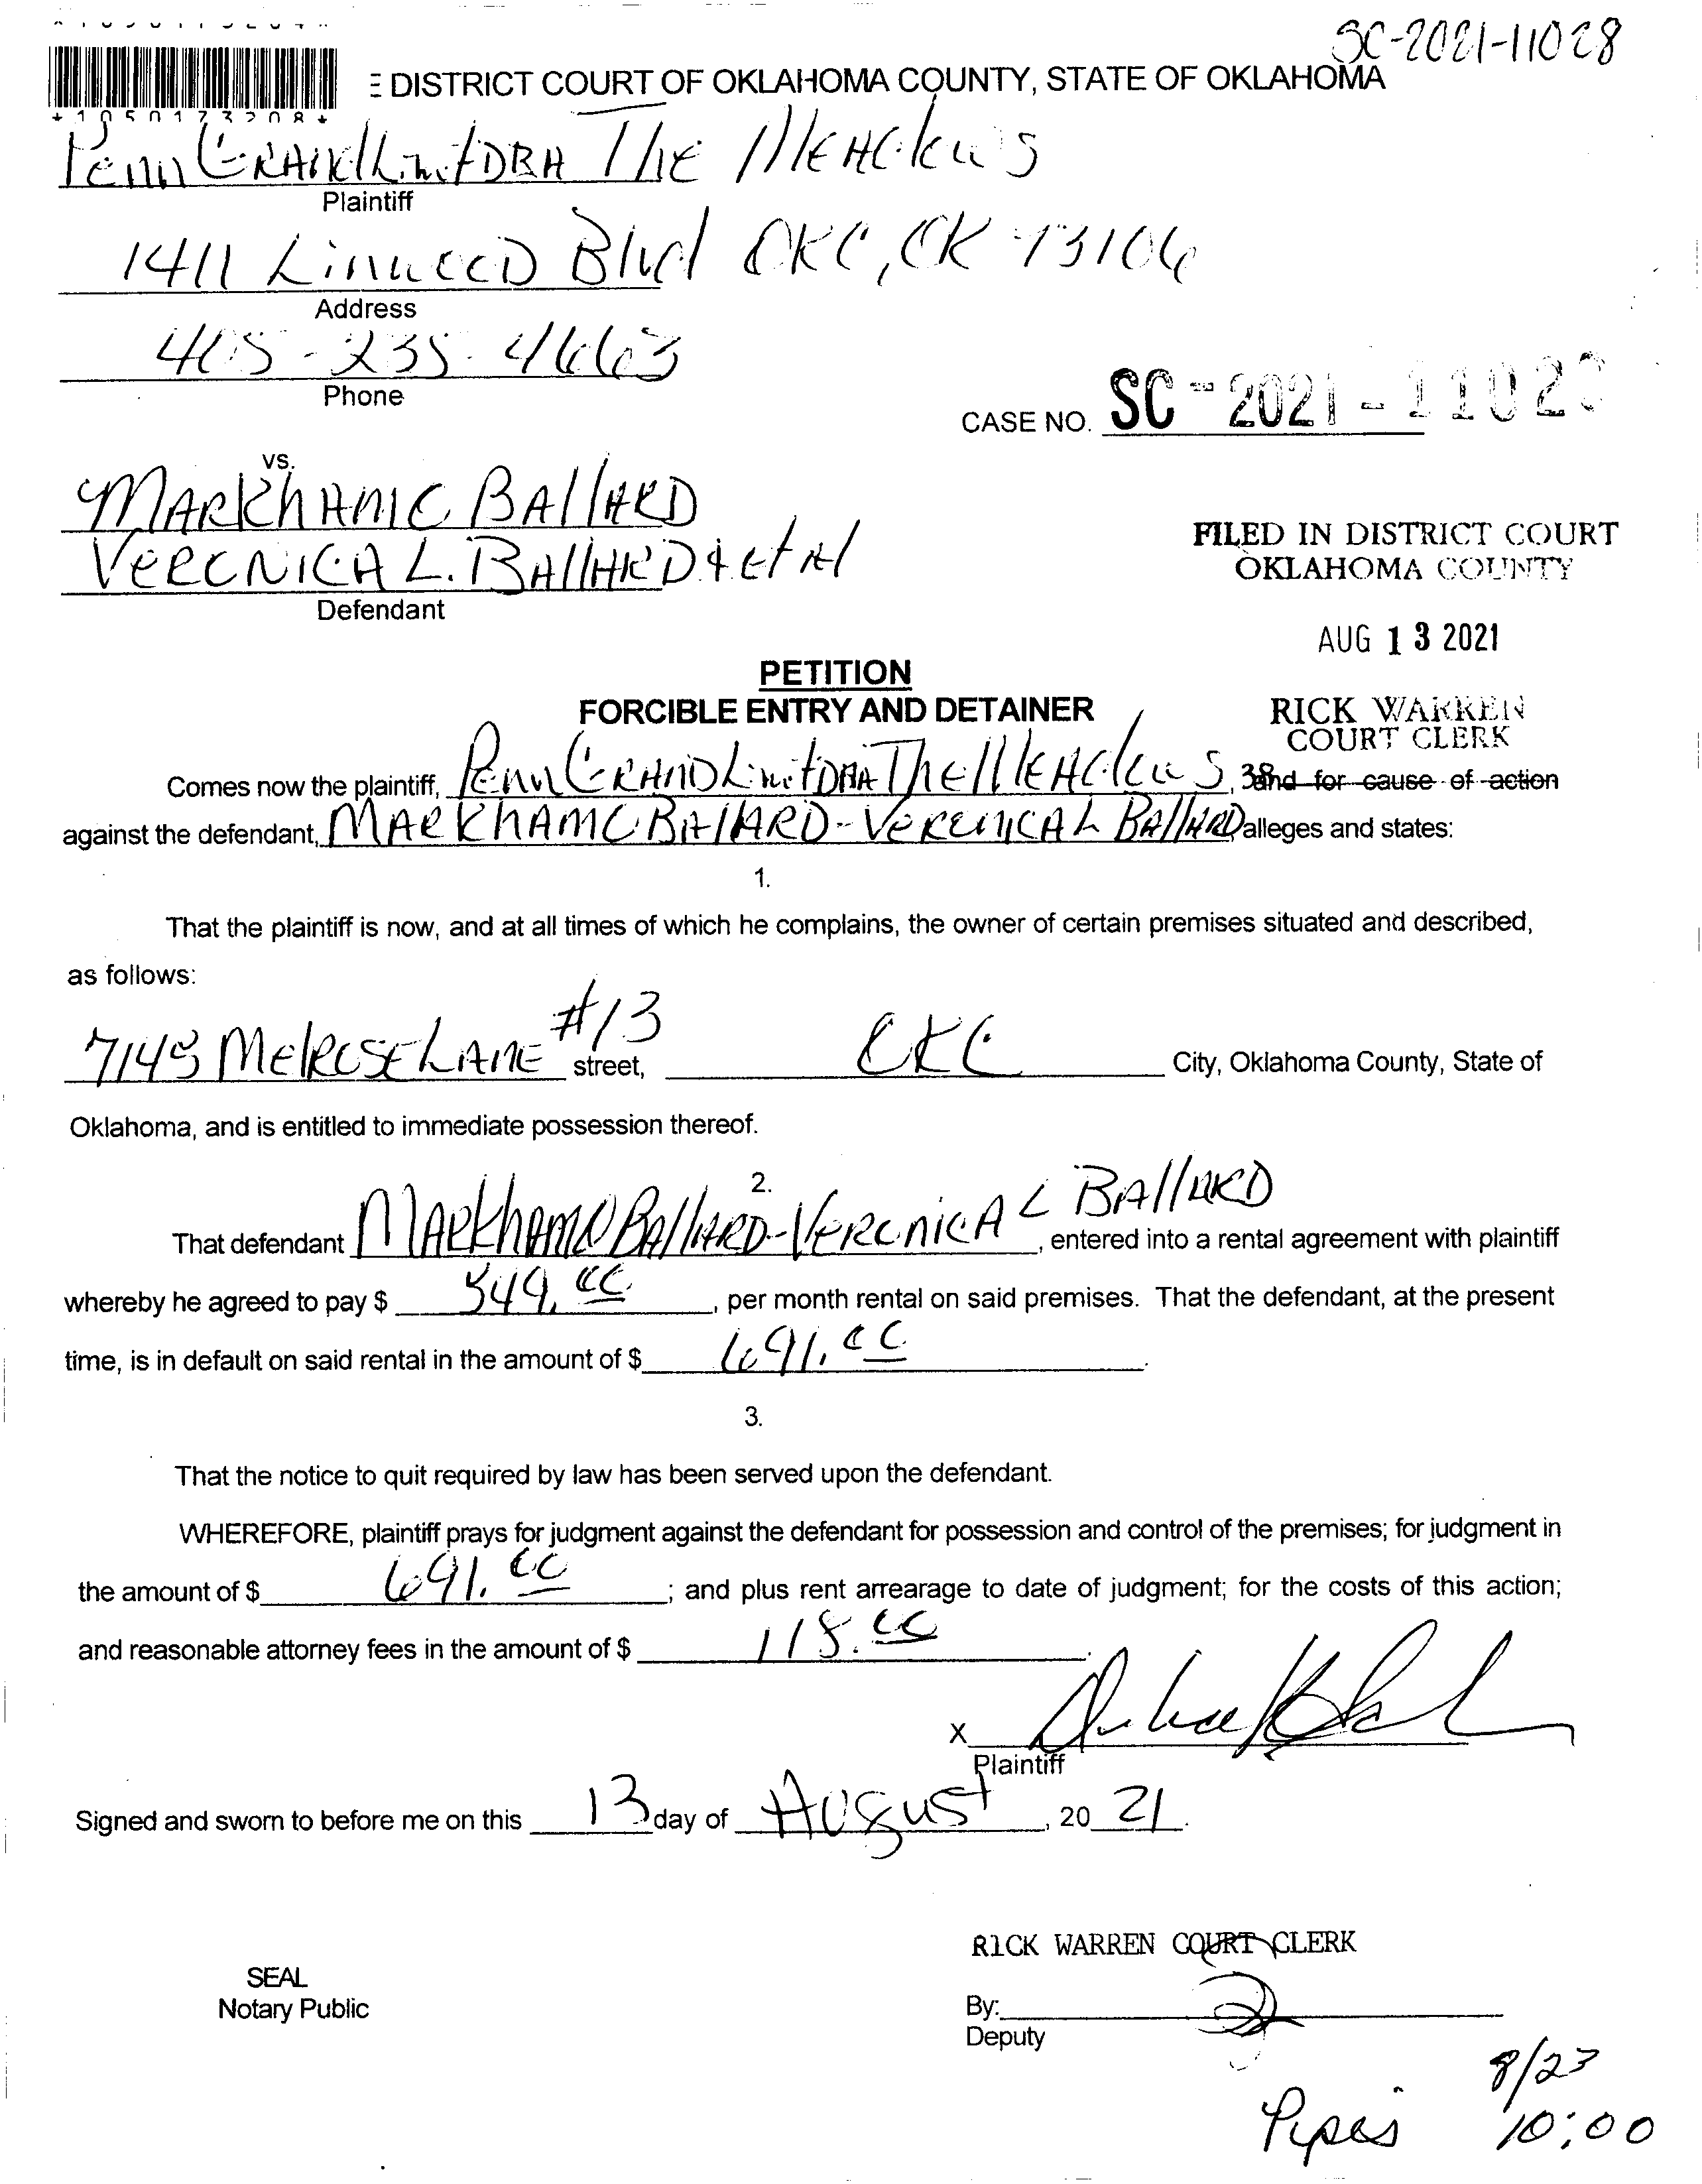 SC-2021-11028
DISTRICT COURT OF OKLAHOMA COUNTY, STATE OF OKLAHOMA
*1050173208*
Penn GRAND Limit DBA The MEADows
Plaintiff
1411 LinwooD Blvd OKC, OK 73106
Address
405-235-4663
Phone
CASE NO. SC-2021-1102
vs.
MARKhAMC BAllARD
VERONICA L. BAllARD & et Al
Defendant
FILED IN DISTRICT COURT
OKLAHOMA COUNTY
AUG 13 2021
RICK WARREN
COURT CLERK
38
PETITION
FORCIBLE ENTRY AND DETAINER
Comes now the plaintiff, Penn GRAND Limit DBA The MEADows, and for cause of action
against the defendant, MARKhAMC BAllARD-VERONICA L BAllARD alleges and states:
1.
That the plaintiff is now, and at all times of which he complains, the owner of certain premises situated and described,
as follows:
7145 MelROSE LANE #13 street, OKC City, Oklahoma County, State of
Oklahoma, and is entitled to immediate possession thereof.
2.
That defendant MARKhAMC BAllARD-VERONICA L BAllARD, entered into a rental agreement with plaintiff
whereby he agreed to pay $ 549.00, per month rental on said premises. That the defendant, at the present
time, is in default on said rental in the amount of $ 691.00.
3.
That the notice to quit required by law has been served upon the defendant.
WHEREFORE, plaintiff prays for judgment against the defendant for possession and control of the premises; for judgment in
the amount of $ 691.00; and plus rent arrearage to date of judgment; for the costs of this action;
and reasonable attorney fees in the amount of $ 118.00.
X
Plaintiff
Signed and sworn to before me on this 13 day of August, 20 21.
RICK WARREN COURT CLERK
SEAL
Notary Public
By:
Deputy
8/23
Pipes 10:00